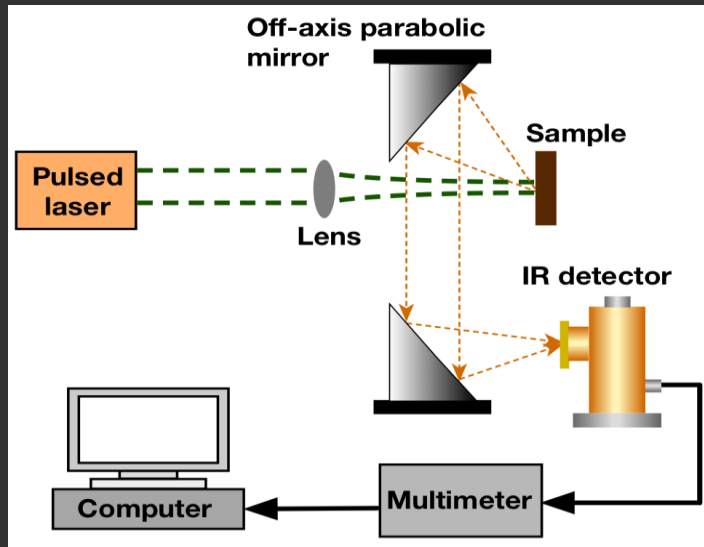 Off-axis parabolic
mirror
Sample
Pulsed
laser
Lens
IR detector
Multimeter
Computer